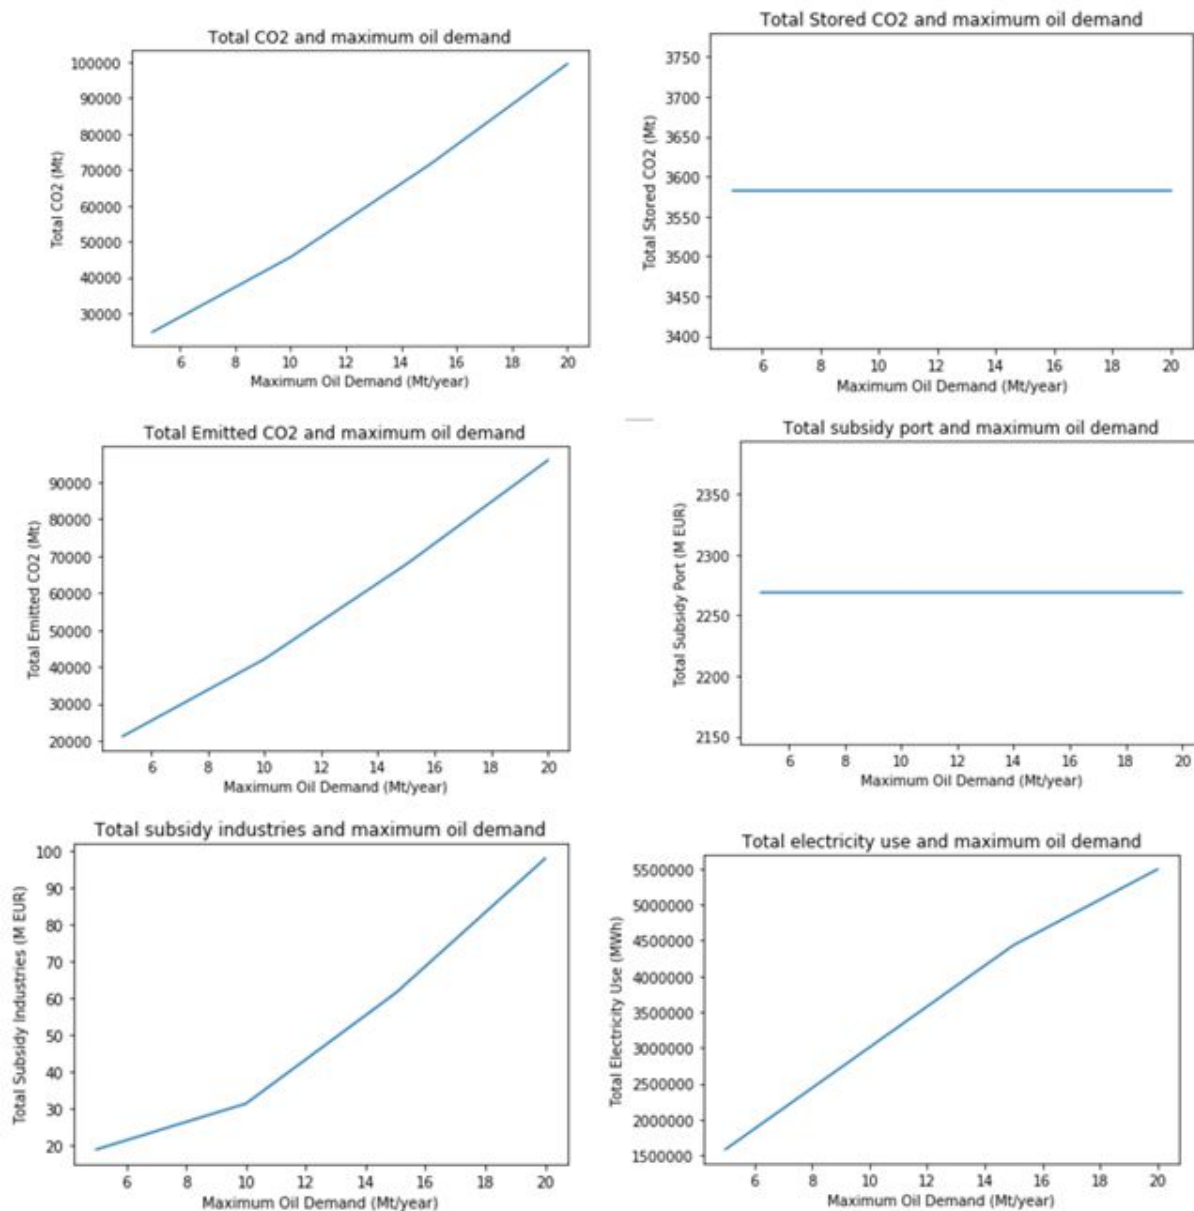 Total CO2 and maximum oil demand
Total CO2 (Mt)
100000
90000
80000
70000
60000
50000
40000
30000
6 8 10 12 14 16 18 20
Maximum Oil Demand (Mt/year)
Total Stored CO2 and maximum oil demand
Total Stored CO2 (Mt)
3750
3700
3650
3600
3550
3500
3450
3400
6 8 10 12 14 16 18 20
Maximum Oil Demand (Mt/year)
Total Emitted CO2 and maximum oil demand
Total Emitted CO2 (Mt)
90000
80000
70000
60000
50000
40000
30000
20000
6 8 10 12 14 16 18 20
Maximum Oil Demand (Mt/year)
Total subsidy port and maximum oil demand
Total Subsidy Port (M EUR)
2350
2300
2250
2200
2150
6 8 10 12 14 16 18 20
Maximum Oil Demand (Mt/year)
Total subsidy industries and maximum oil demand
Total Subsidy Industries (M EUR)
100
90
80
70
60
50
40
30
20
6 8 10 12 14 16 18 20
Maximum Oil Demand (Mt/year)
Total electricity use and maximum oil demand
Total Electricity Use (MWh)
5500000
5000000
4500000
4000000
3500000
3000000
2500000
2000000
1500000
6 8 10 12 14 16 18 20
Maximum Oil Demand (Mt/year)